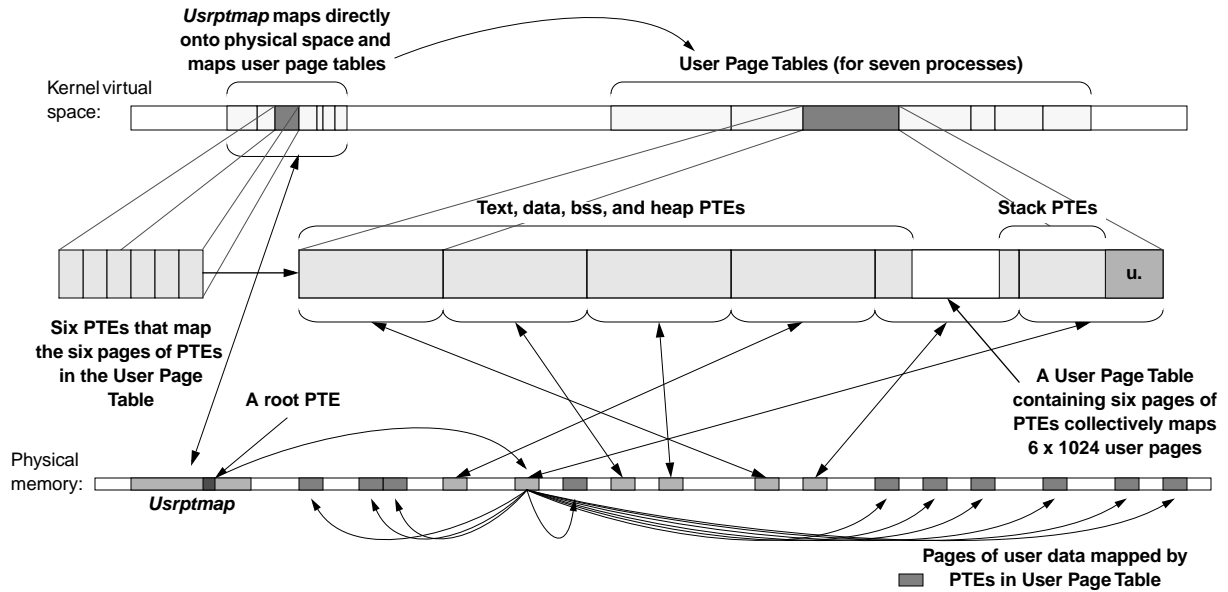 Usrptmap maps directly
onto physical space and
maps user page tables
User Page Tables (for seven processes)
Kernel virtual
space:
Text, data, bss, and heap PTEs
Stack PTEs
u.
Six PTEs that map
the six pages of PTEs
in the User Page
Table
A root PTE
A User Page Table
containing six pages of
PTEs collectively maps
6 x 1024 user pages
Physical
memory:
Usrptmap
Pages of user data mapped by
PTEs in User Page Table